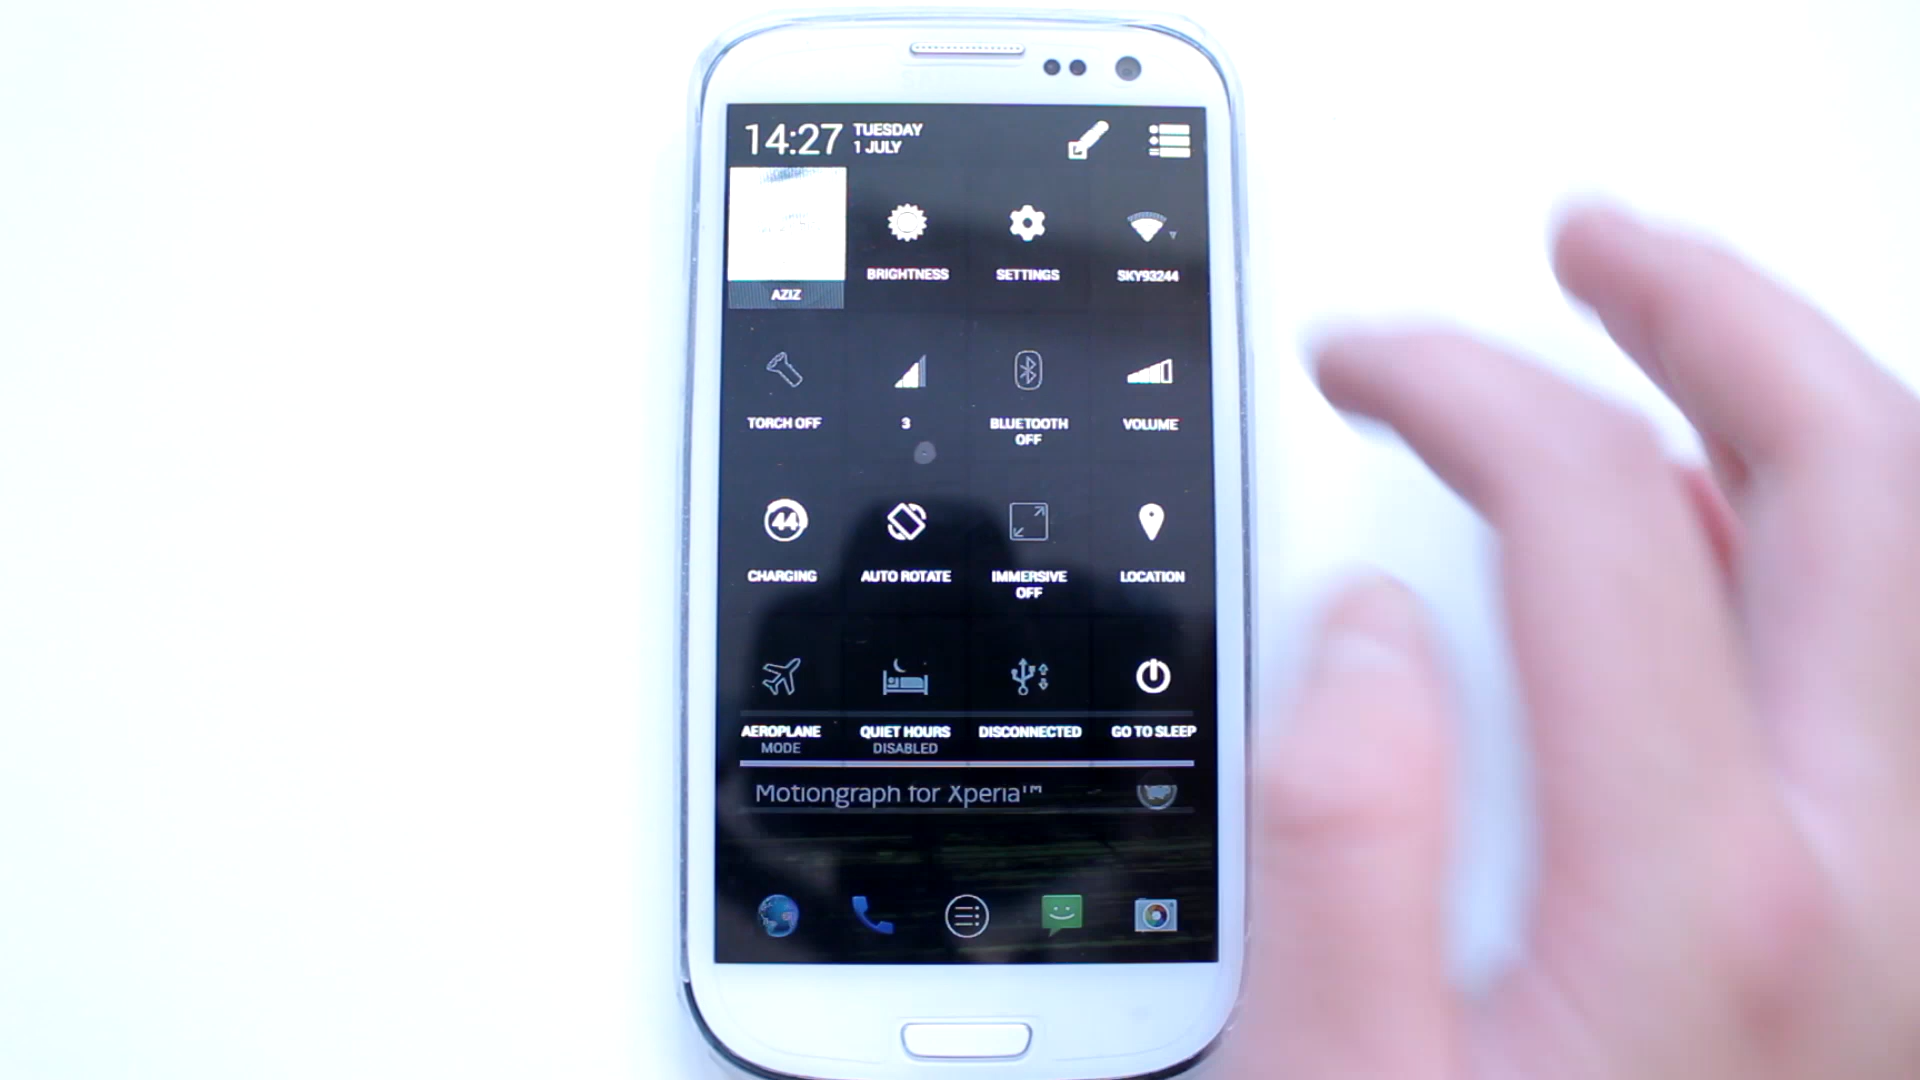 14:27 TUESDAY
1 JULY
AZIZ
BRIGHTNESS
SETTINGS
SKY93244
TORCH OFF
3
BLUETOOTH
OFF
VOLUME
44
CHARGING
AUTO ROTATE
IMMERSIVE
OFF
LOCATION
AEROPLANE
MODE
QUIET HOURS
DISABLED
DISCONNECTED
GO TO SLEEP
Motiongraph for Xperia™